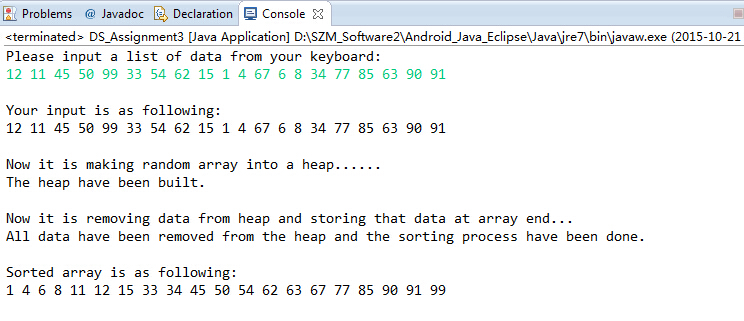 Problems @ Javadoc Declaration Console
<terminated> DS_Assignment3 [Java Application] D:\SZM_Software2\Android_Java_Eclipse\Java\jre7\bin\javaw.exe (2015-10-21
Please input a list of data from your keyboard:
12 11 45 50 99 33 54 62 15 1 4 67 6 8 34 77 85 63 90 91
Your input is as following:
12 11 45 50 99 33 54 62 15 1 4 67 6 8 34 77 85 63 90 91
Now it is making random array into a heap......
The heap have been built.
Now it is removing data from heap and storing that data at array end...
All data have been removed from the heap and the sorting process have been done.
Sorted array is as following:
1 4 6 8 11 12 15 33 34 45 50 54 62 63 67 77 85 90 91 99